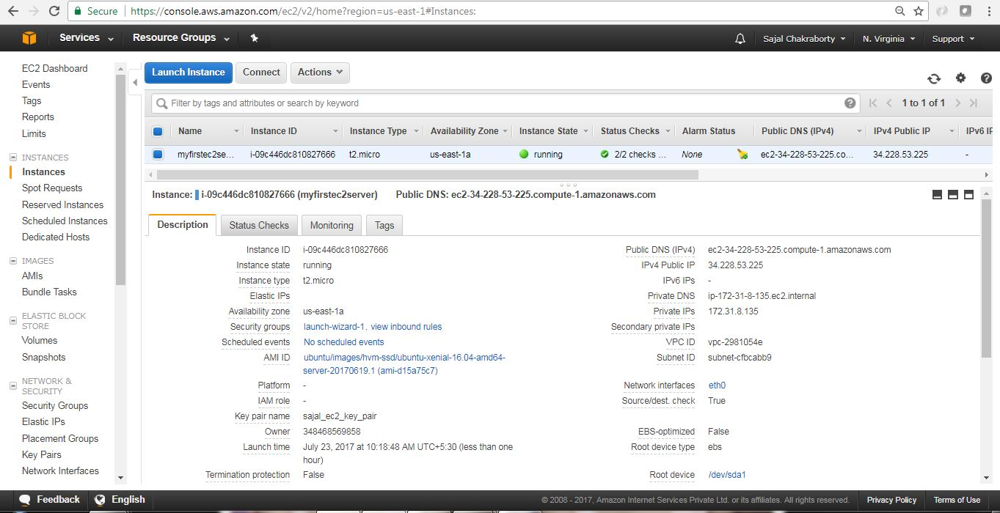 Secure https://console.aws.amazon.com/ec2/v2/home?region=us-east-1#Instances:
Services Resource Groups Sajal Chakraborty N. Virginia Support
EC2 Dashboard
Events
Tags
Reports
Limits
INSTANCES
Instances
Spot Requests
Reserved Instances
Scheduled Instances
Dedicated Hosts
IMAGES
AMIs
Bundle Tasks
ELASTIC BLOCK
STORE
Volumes
Snapshots
NETWORK &
SECURITY
Security Groups
Elastic IPs
Placement Groups
Key Pairs
Network Interfaces
Launch Instance Connect Actions
Filter by tags and attributes or search by keyword 1 to 1 of 1
Name Instance ID Instance Type Availability Zone Instance State Status Checks Alarm Status Public DNS (IPv4) IPv4 Public IP IPv6 IP
myfirstec2se... i-09c446dc810827666 t2.micro us-east-1a running 2/2 checks ... None ec2-34-228-53-225.co... 34.228.53.225 -
Instance: i-09c446dc810827666 (myfirstec2server) Public DNS: ec2-34-228-53-225.compute-1.amazonaws.com
Description Status Checks Monitoring Tags
Instance ID i-09c446dc810827666
Instance state running
Instance type t2.micro
Elastic IPs
Availability zone us-east-1a
Security groups launch-wizard-1. view inbound rules
Scheduled events No scheduled events
AMI ID ubuntu/images/hvm-ssd/ubuntu-xenial-16.04-amd64-
server-20170619.1 (ami-d15a75c7)
Platform -
IAM role -
Key pair name sajal_ec2_key_pair
Owner 348468569858
Launch time July 23, 2017 at 10:18:48 AM UTC+5:30 (less than one
hour)
Termination protection False
Public DNS (IPv4) ec2-34-228-53-225.compute-1.amazonaws.com
IPv4 Public IP 34.228.53.225
IPv6 IPs -
Private DNS ip-172-31-8-135.ec2.internal
Private IPs 172.31.8.135
Secondary private IPs
VPC ID vpc-2981054e
Subnet ID subnet-cfbcabb9
Network interfaces eth0
Source/dest. check True
EBS-optimized False
Root device type ebs
Root device /dev/sda1
Feedback English © 2008 - 2017, Amazon Internet Services Private Ltd. or its affiliates. All rights reserved. Privacy Policy Terms of Use